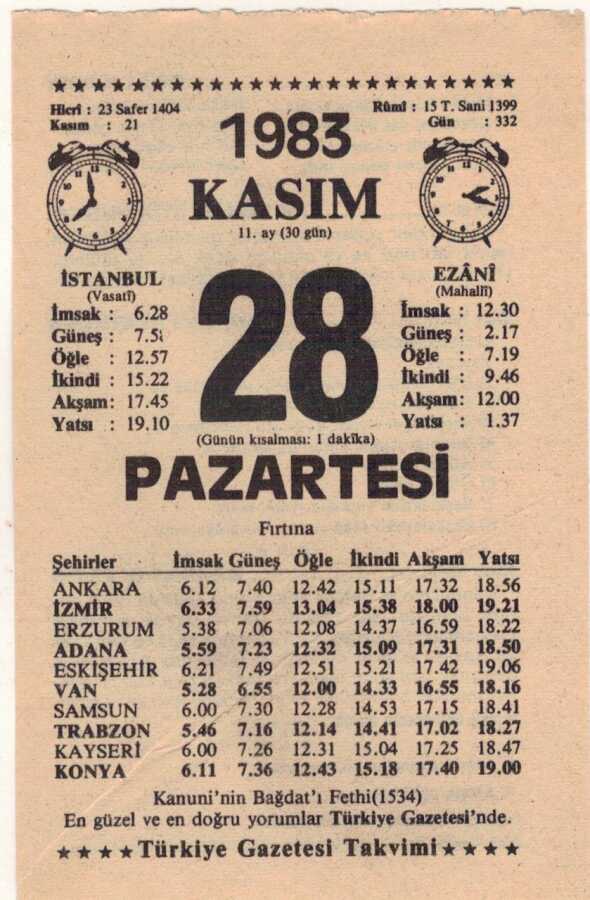 ★★★★★★★★★★★★★★★★★★★★★★★★★★★★★★
Hicrî : 23 Safer 1404
Kasım : 21
Rûmî : 15 T. Sani 1399
Gün : 332
1983
KASIM
11. ay (30 gün)
28
(Günün kısalması: 1 dakîka)
İSTANBUL
(Vasatî)
İmsak : 6.28
Güneş :
Öğle : 12.57
İkindi : 15.22
Akşam: 17.45
Yatsı : 19.10
EZÂNÎ
(Mahallî)
İmsak : 12.30
Güneş : 2.17
Öğle : 7.19
İkindi : 9.46
Akşam: 12.00
Yatsı : 1.37
PAZARTESİ
Fırtına
Şehirler İmsak Güneş Öğle İkindi Akşam Yatsı
ANKARA 6.12 7.40 12.42 15.11 17.32 18.56
İZMİR 6.33 7.59 13.04 15.38 18.00 19.21
ERZURUM 5.38 7.06 12.08 14.37 16.59 18.22
ADANA 5.59 7.23 12.32 15.09 17.31 18.50
ESKİŞEHİR 6.21 7.49 12.51 15.21 17.42 19.06
VAN 5.28 6.55 12.00 14.33 16.55 18.16
SAMSUN 6.00 7.30 12.28 14.53 17.15 18.41
TRABZON 5.46 7.16 12.14 14.41 17.02 18.27
KAYSERİ 6.00 7.26 12.31 15.04 17.25 18.47
KONYA 6.11 7.36 12.43 15.18 17.40 19.00
Kanuni'nin Bağdat'ı Fethi(1534)
En güzel ve en doğru yorumlar Türkiye Gazetesi'nde.
★★★★Türkiye Gazetesi Takvimi★★★★